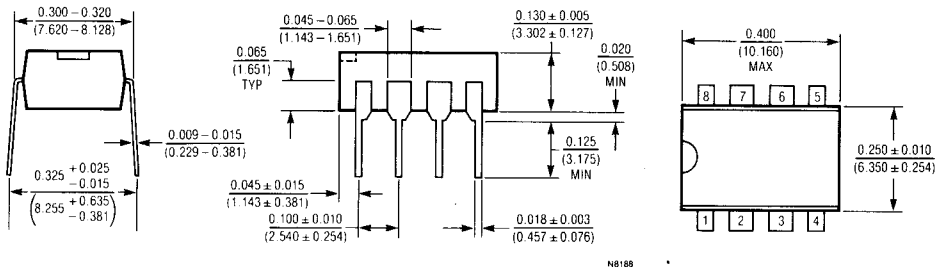 0.300 – 0.320
(7.620 – 8.128)
0.009 – 0.015
(0.229 – 0.381)
0.325 +0.025
−0.015
(8.255 +0.635
−0.381)
0.045 – 0.065
(1.143 – 1.651)
0.065
(1.651)
TYP
0.130 ± 0.005
(3.302 ± 0.127)
0.020
(0.508)
MIN
0.125
(3.175)
MIN
0.045 ± 0.015
(1.143 ± 0.381)
0.100 ± 0.010
(2.540 ± 0.254)
0.018 ± 0.003
(0.457 ± 0.076)
0.400
(10.160)
MAX
8 7 6 5
0.250 ± 0.010
(6.350 ± 0.254)
1 2 3 4
N8188